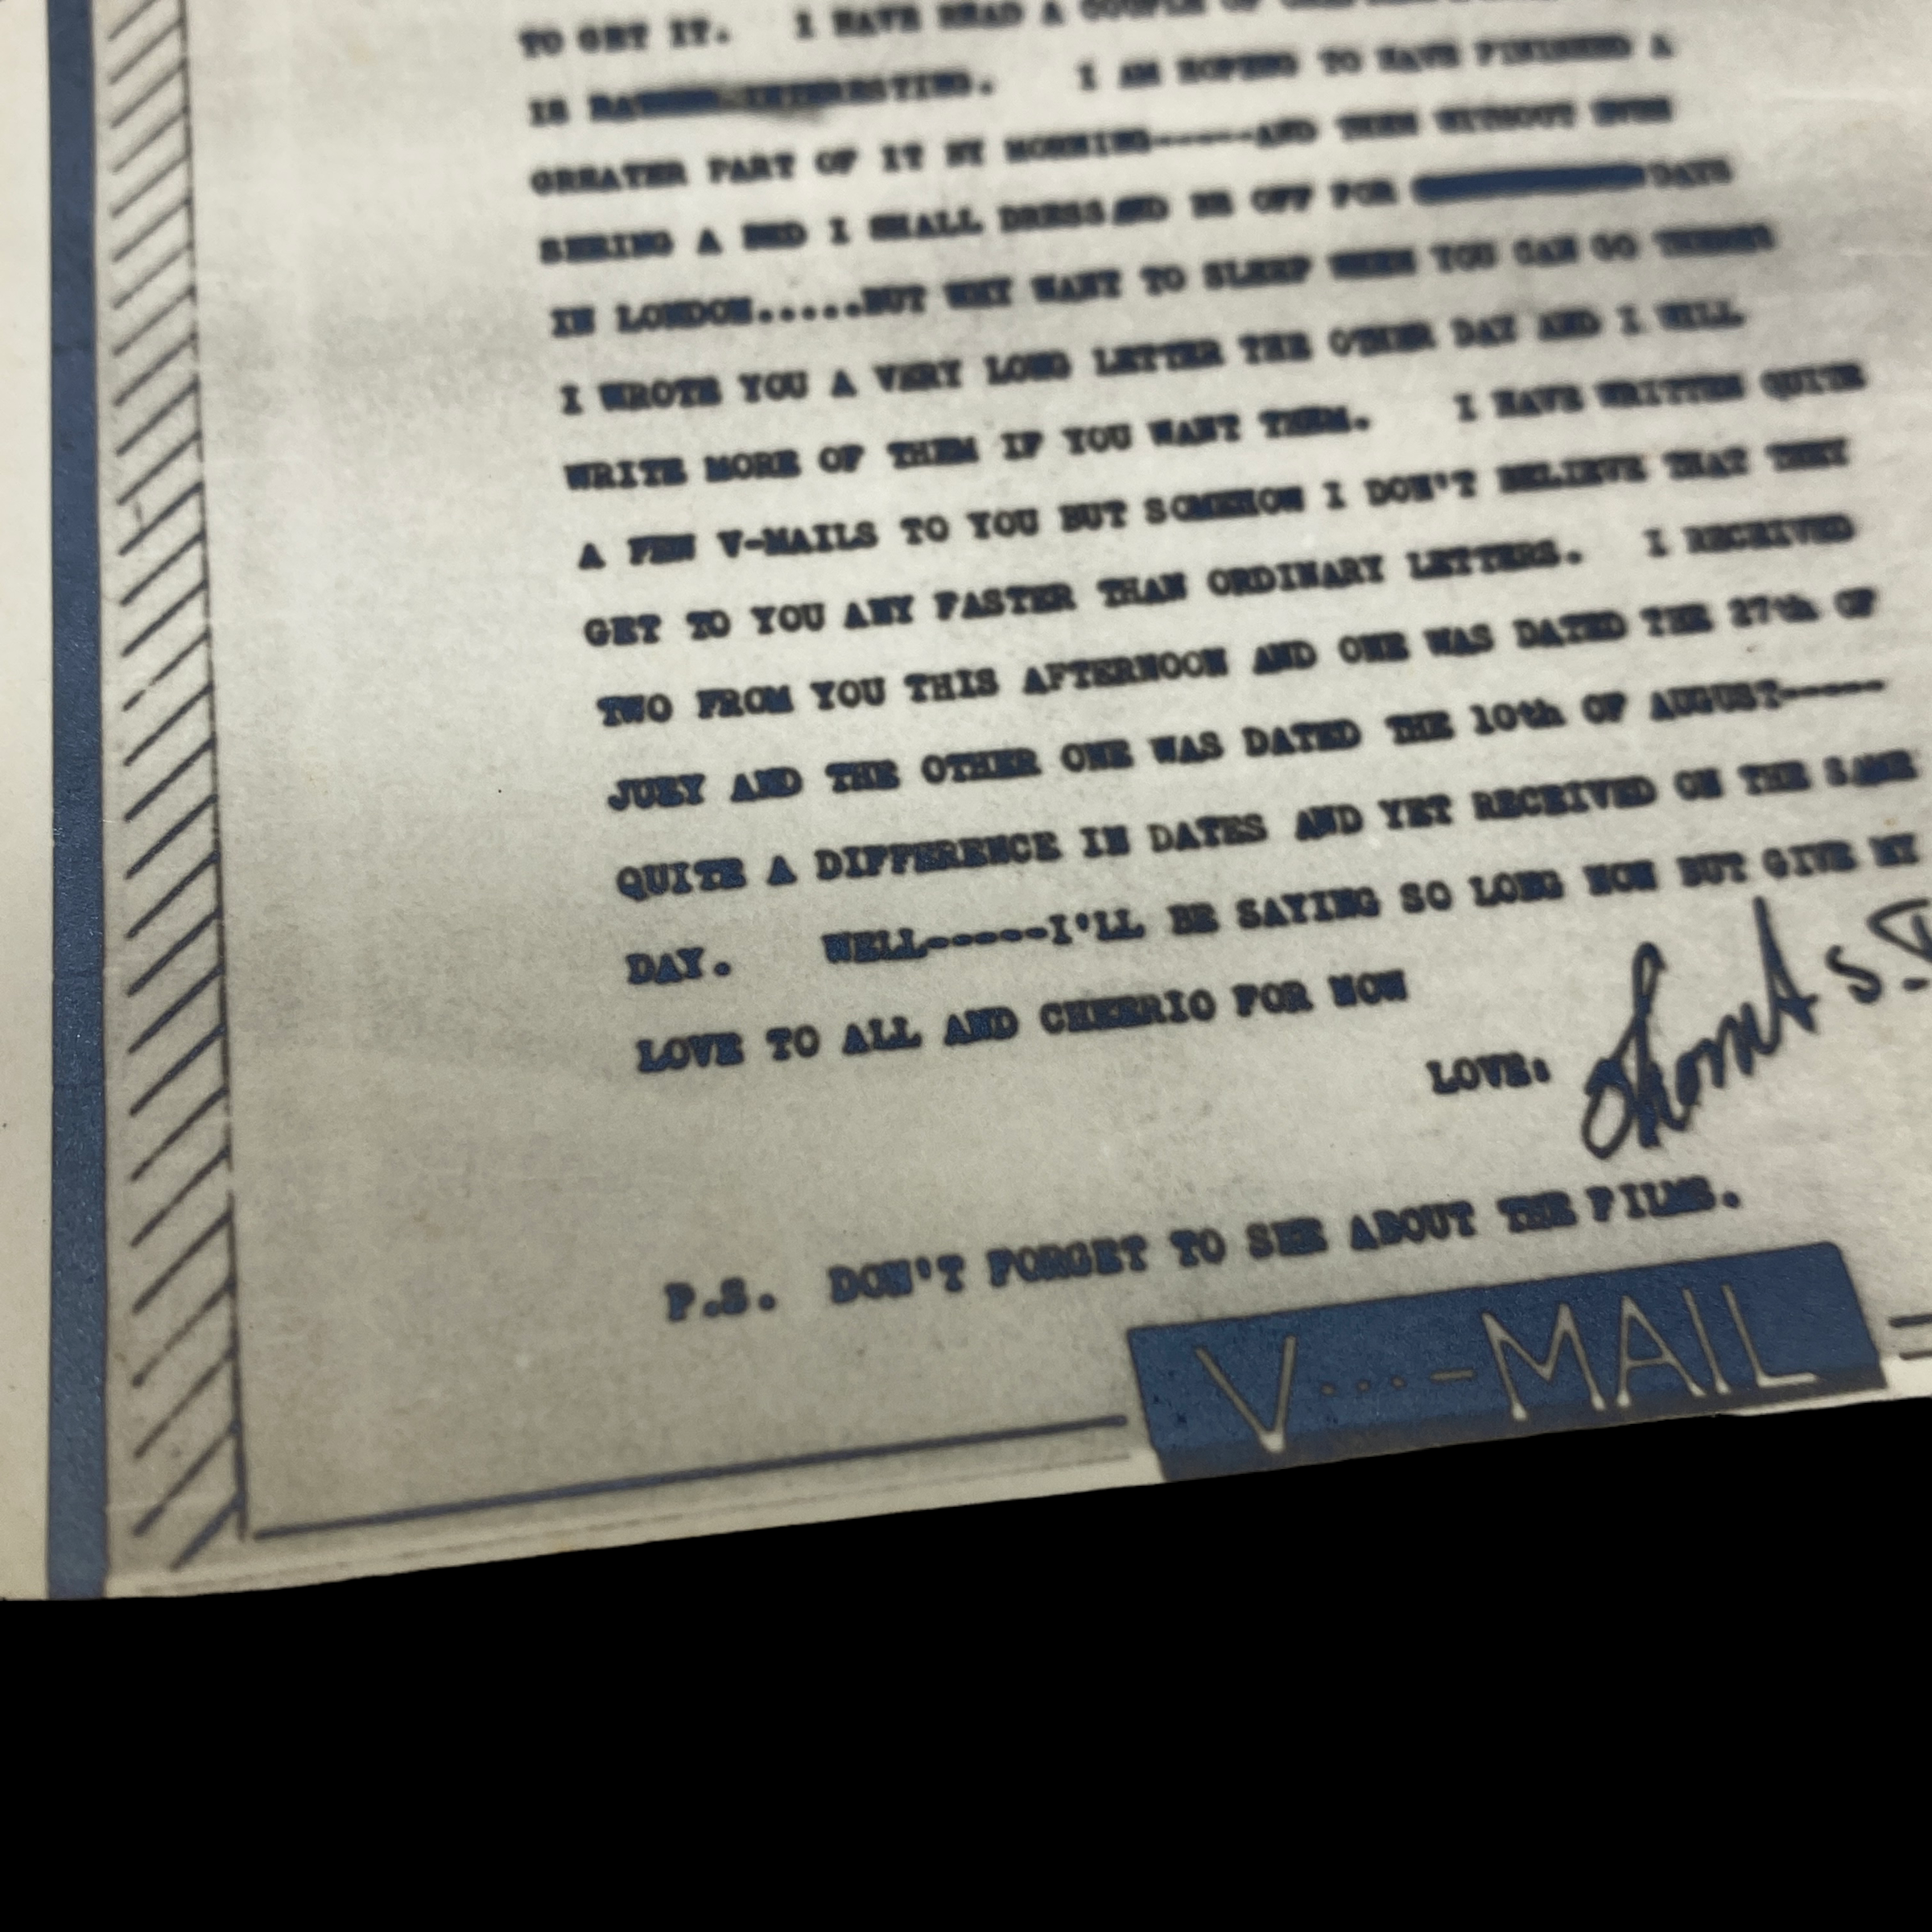 TO GET IT. I HAVE READ A COUPLE OF
IS INTERESTING. I AM HOPING TO HAVE FINISHED A
GREATER PART OF IT BY MORNING-----AND THEN WITHOUT EVEN
SEEING A BED I SHALL DRESS AND BE OFF FOR DAYS
IN LONDON.....BUT WHY WANT TO SLEEP WHEN YOU CAN GO THERE?
I WROTE YOU A VERY LONG LETTER THE OTHER DAY AND I WILL
WRITE MORE OF THEM IF YOU WANT THEM. I HAVE WRITTEN QUITE
A FEW V-MAILS TO YOU BUT SOMEHOW I DON'T BELIEVE THAT THEY
GET TO YOU ANY FASTER THAN ORDINARY LETTERS. I RECEIVED
TWO FROM YOU THIS AFTERNOON AND ONE WAS DATED THE 27th OF
JULY AND THE OTHER ONE WAS DATED THE 10th OF AUGUST-----
QUITE A DIFFERENCE IN DATES AND YET RECEIVED ON THE SAME
DAY. WELL-----I'LL BE SAYING SO LONG NOW BUT GIVE MY
LOVE TO ALL AND CHEERIO FOR NOW
LOVE:
P.S. DON'T FORGET TO SEE ABOUT THE FILMS.
V...-MAIL